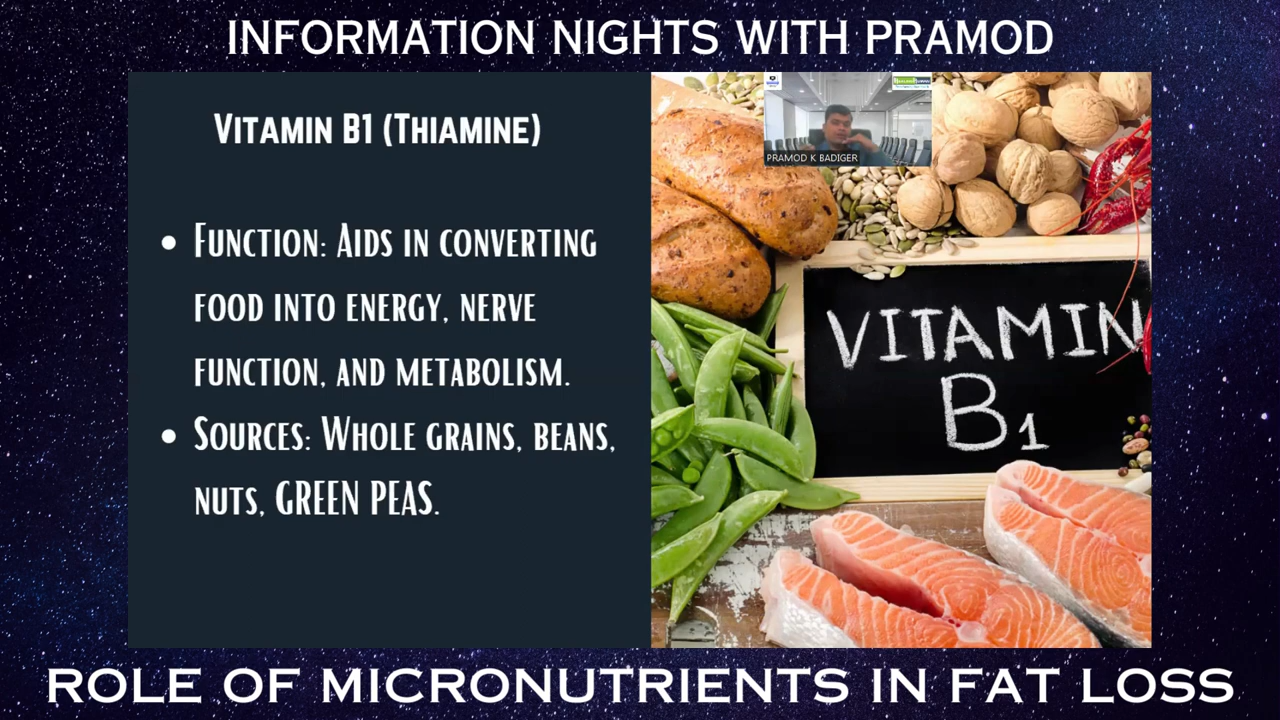 INFORMATION NIGHTS WITH PRAMOD
VITAMIN B1 (THIAMINE)
• FUNCTION: AIDS IN CONVERTING
FOOD INTO ENERGY, NERVE
FUNCTION, AND METABOLISM.
• SOURCES: WHOLE GRAINS, BEANS,
NUTS, GREEN PEAS.
PRAMOD K BADIGER
VITAMIN
B1
ROLE OF MICRONUTRIENTS IN FAT LOSS